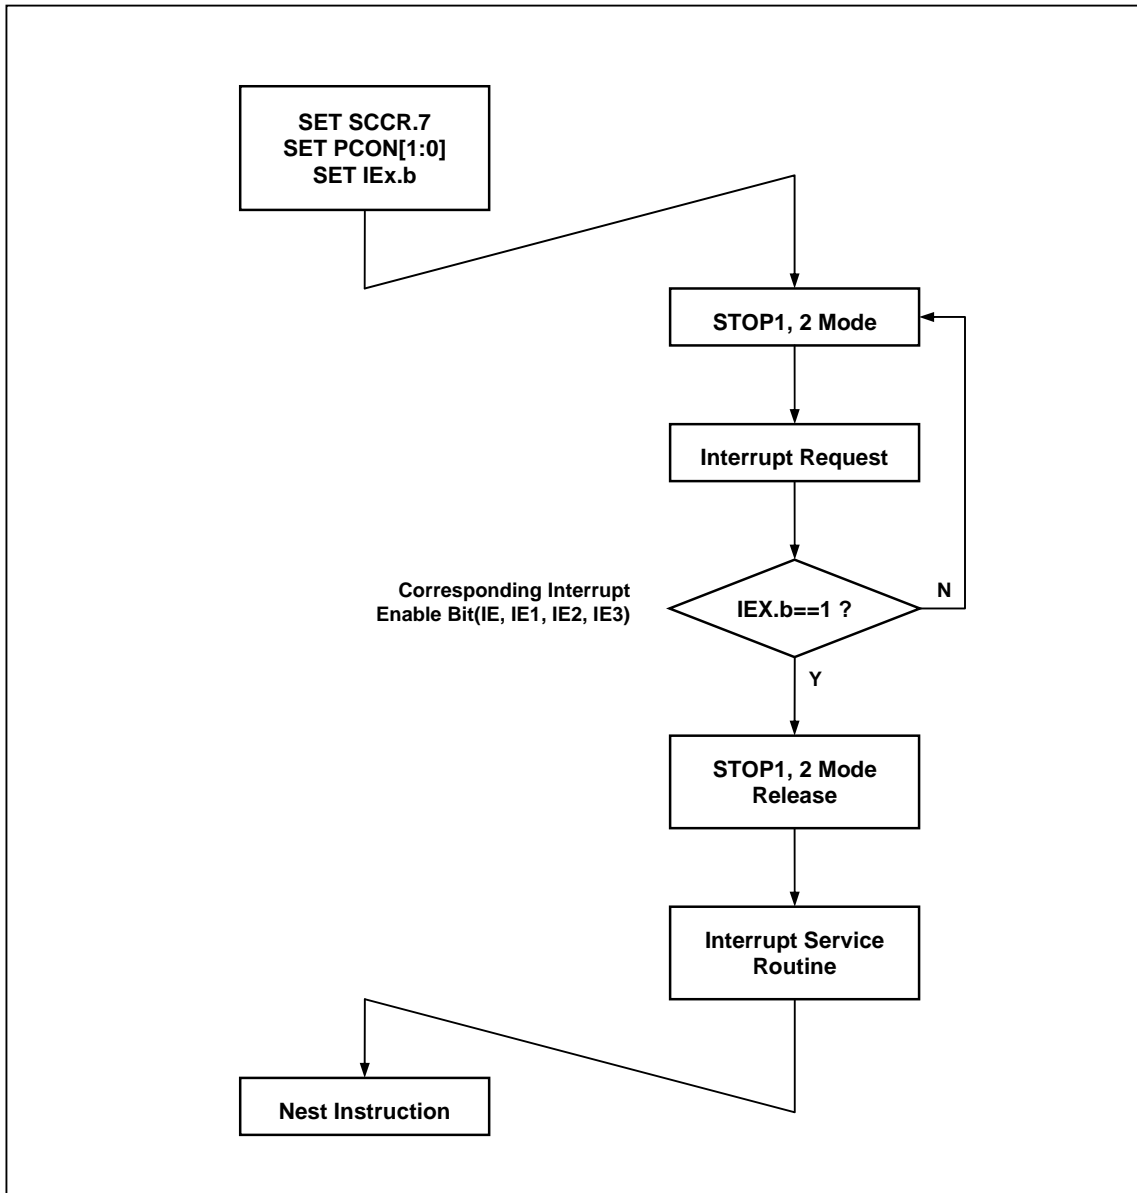 SET SCCR.7
SET PCON[1:0]
SET IEx.b
STOP1, 2 Mode
Interrupt Request
Corresponding Interrupt
Enable Bit(IE, IE1, IE2, IE3)
IEX.b==1 ?
N
Y
STOP1, 2 Mode
Release
Interrupt Service
Routine
Nest Instruction